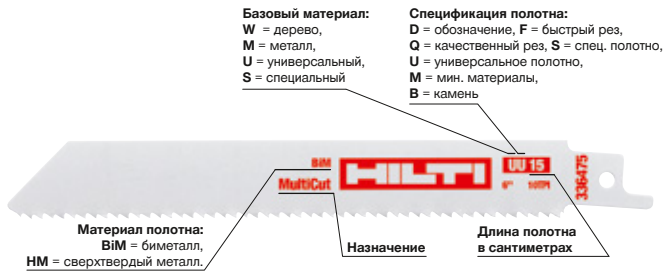 Базовый материал:
W = дерево,
M = металл,
U = универсальный,
S = специальный
Спецификация полотна:
D = обозначение, F = быстрый рез,
Q = качественный рез, S = спец. полотно,
U = универсальное полотно,
M = мин. материалы,
B = камень
BiM
MultiCut
HILTI
UU 15
6" 10TPI
336475
Материал полотна:
BiM = биметалл,
HM = сверхтвердый металл.
Назначение
Длина полотна
в сантиметрах